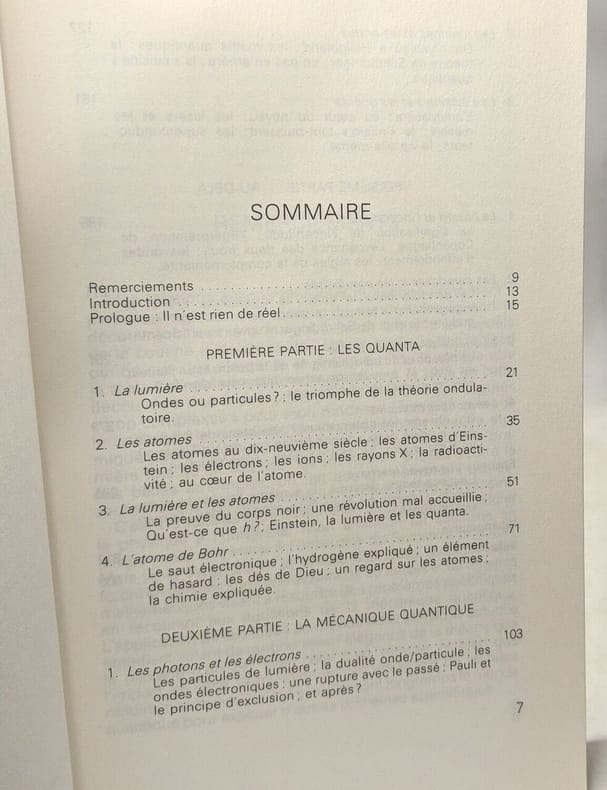 SOMMAIRE
Remerciements . . . . . . . . . . . . . . . . . . . . 9
Introduction . . . . . . . . . . . . . . . . . . . . 13
Prologue : Il n'est rien de réel . . . . . . . . . . . . . . . . . . . . 15
PREMIÈRE PARTIE : LES QUANTA
1. La lumière . . . . . . . . . . . . . . . . . . . . 21
Ondes ou particules ? ; le triomphe de la théorie ondula-
toire.
2. Les atomes . . . . . . . . . . . . . . . . . . . . 35
Les atomes au dix-neuvième siècle ; les atomes d'Eins-
tein ; les électrons ; les ions ; les rayons X ; la radioacti-
vité ; au cœur de l'atome.
3. La lumière et les atomes . . . . . . . . . . . . . . . . . . . . 51
La preuve du corps noir ; une révolution mal accueillie ;
Qu'est-ce que h ? ; Einstein, la lumière et les quanta.
4. L'atome de Bohr . . . . . . . . . . . . . . . . . . . . 71
Le saut électronique ; l'hydrogène expliqué ; un élément
de hasard ; les dés de Dieu ; un regard sur les atomes ;
la chimie expliquée.
DEUXIÈME PARTIE : LA MÉCANIQUE QUANTIQUE
1. Les photons et les électrons . . . . . . . . . . . . . . . . . . . . 103
Les particules de lumière ; la dualité onde/particule ; les
ondes électroniques ; une rupture avec le passé ; Pauli et
le principe d'exclusion ; et après ?
7